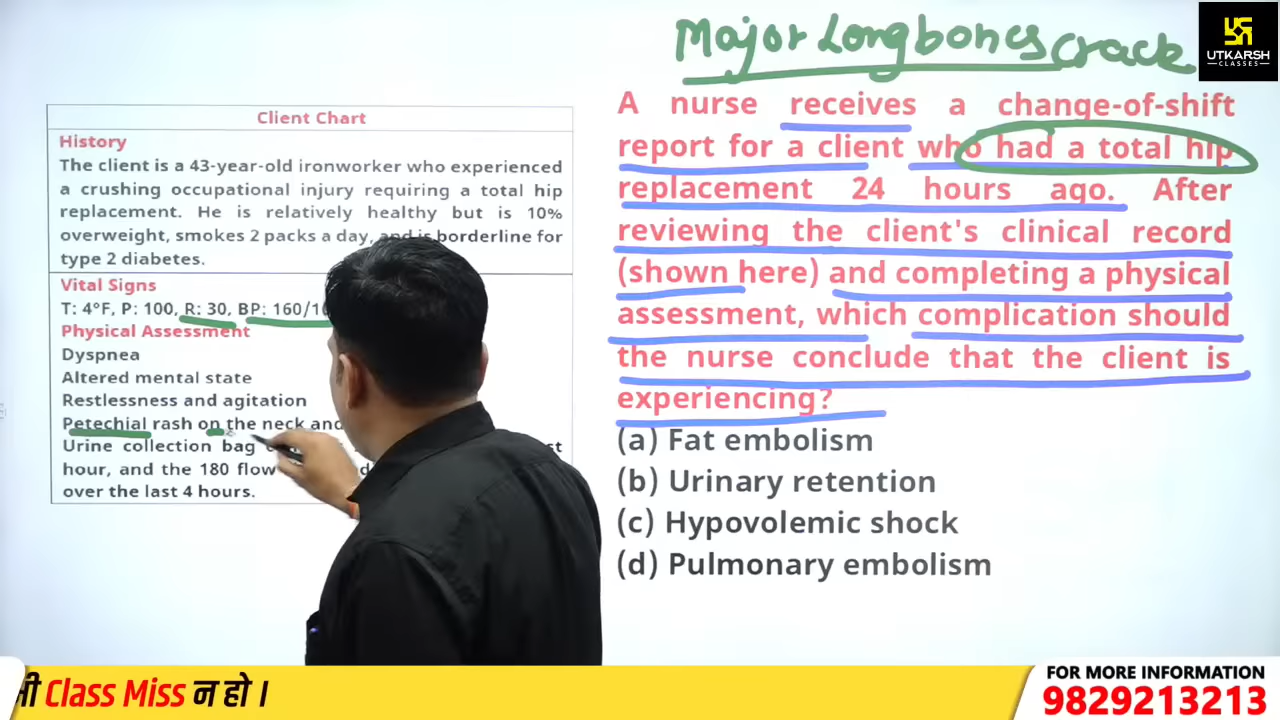 Major Longbones crack
UTKARSH
CLASSES
Client Chart
History
The client is a 43-year-old ironworker who experienced
a crushing occupational injury requiring a total hip
replacement. He is relatively healthy but is 10%
overweight, smokes 2 packs a day, and is borderline for
type 2 diabetes.
Vital Signs
T: 4°F, P: 100, R: 30, BP: 160/10
Physical Assessment
Dyspnea
Altered mental state
Restlessness and agitation
Petechial rash on the neck and
Urine collection bag
hour, and the 180 flow
over the last 4 hours.
A nurse receives a change-of-shift
report for a client who had a total hip
replacement 24 hours ago. After
reviewing the client's clinical record
(shown here) and completing a physical
assessment, which complication should
the nurse conclude that the client is
experiencing?
(a) Fat embolism
(b) Urinary retention
(c) Hypovolemic shock
(d) Pulmonary embolism
भी Class Miss न हो ।
FOR MORE INFORMATION
9829213213